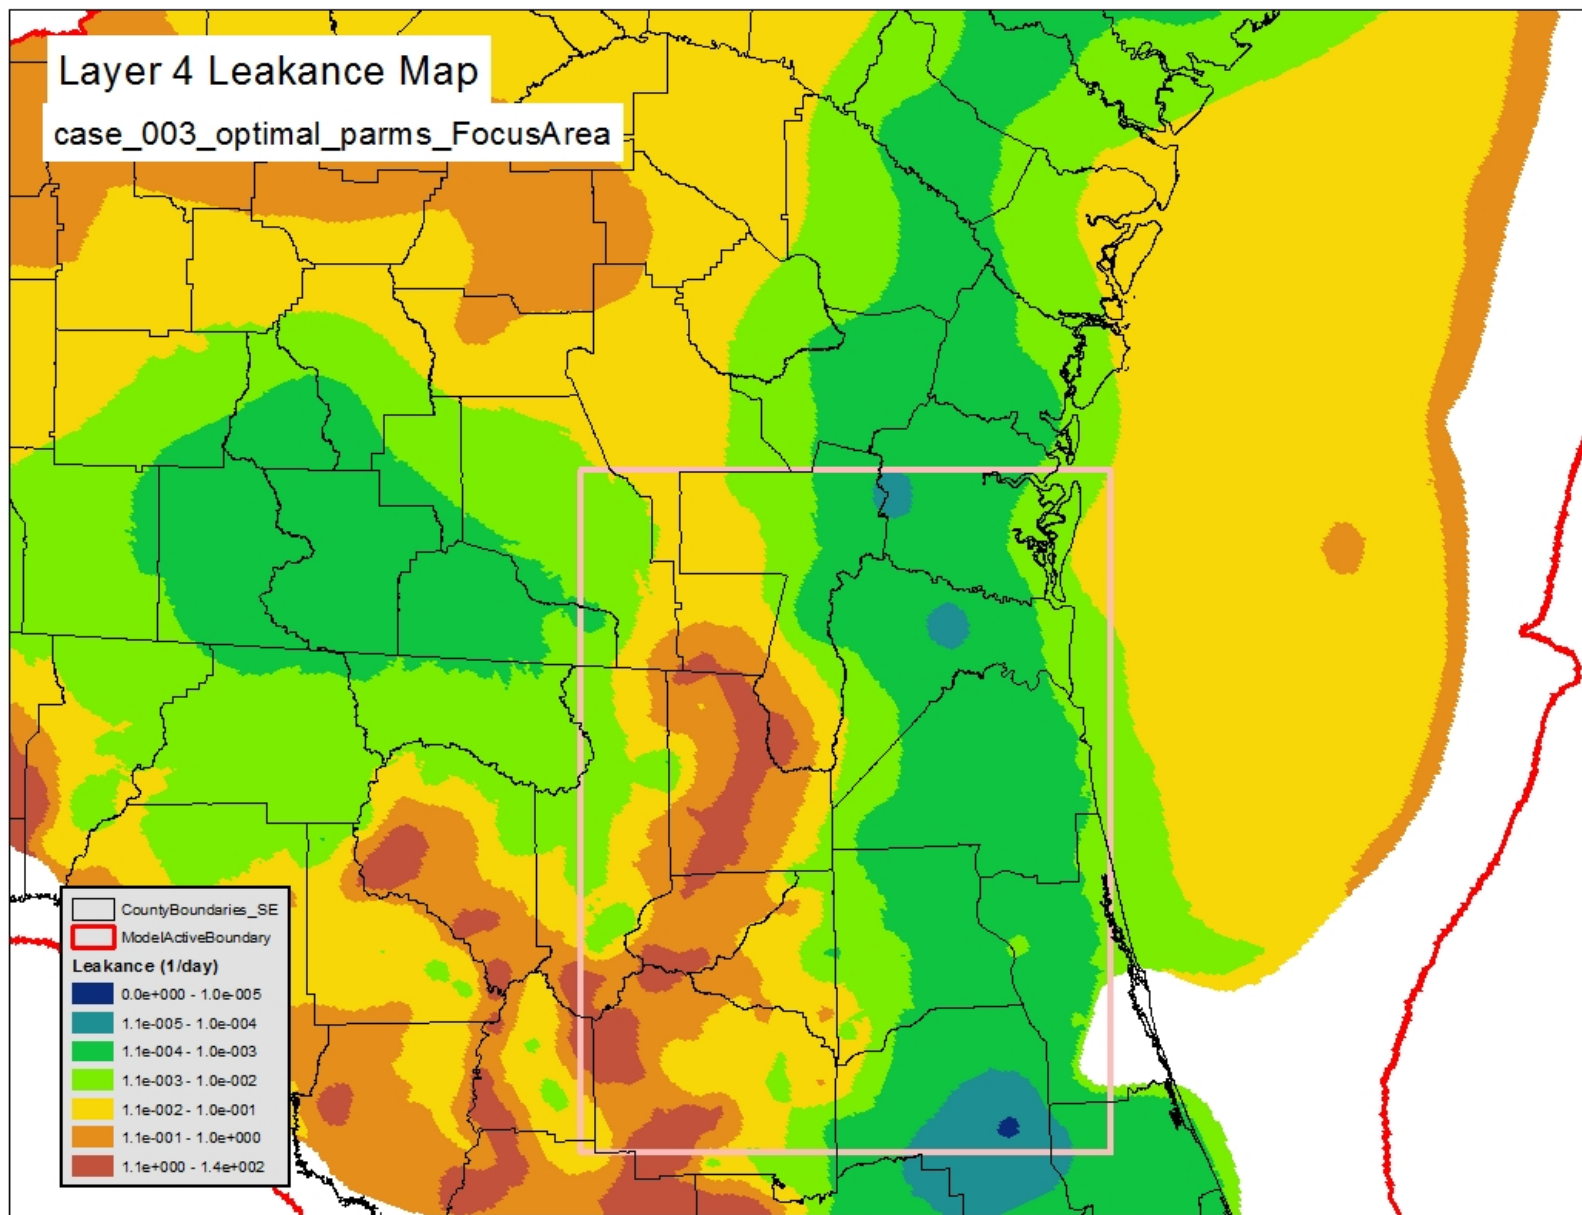 Layer 4 Leakance Map
case_003_optimal_parms_FocusArea
CountyBoundaries_SE
ModelActiveBoundary
Leakance (1/day)
0.0e+000 - 1.0e-005
1.1e-005 - 1.0e-004
1.1e-004 - 1.0e-003
1.1e-003 - 1.0e-002
1.1e-002 - 1.0e-001
1.1e-001 - 1.0e+000
1.1e+000 - 1.4e+002